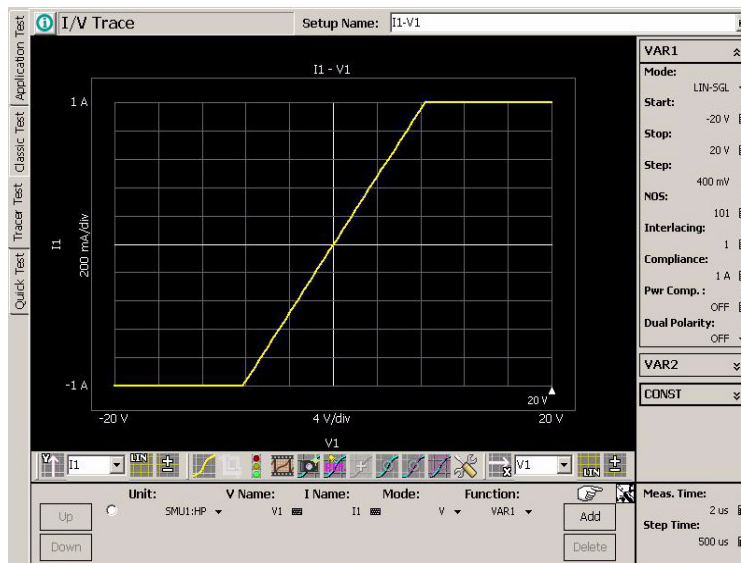 I/V Trace
Setup Name: I1-V1
Application Test
Classic Test
Tracer Test
Quick Test
I1 - V1
1 A
I1
200 mA/div
-1 A
-20 V
4 V/div
20 V
20 V
V1
VAR1
Mode:
LIN-SGL
Start:
-20 V
Stop:
20 V
Step:
400 mV
NOS:
101
Interlacing:
1
Compliance:
1 A
Pwr Comp. :
OFF
Dual Polarity:
OFF
VAR2
CONST
Y I1 LIN
X V1 LIN
Unit: V Name: I Name: Mode: Function:
Up SMU1:HP V1 I1 V VAR1 Add
Down Delete
Meas. Time:
2 us
Step Time:
500 us